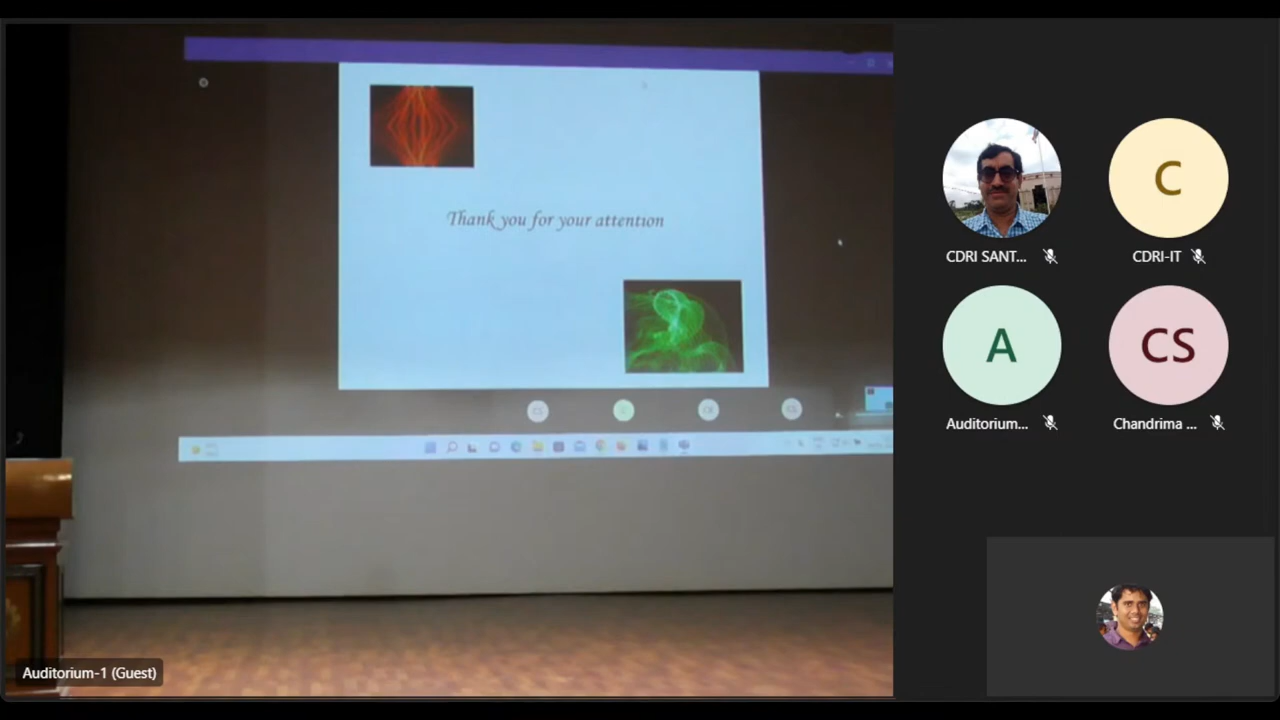 Thank you for your attention
CDRI SANT...
C
CDRI-IT
A
Auditorium...
CS
Chandrima ...
Auditorium-1 (Guest)